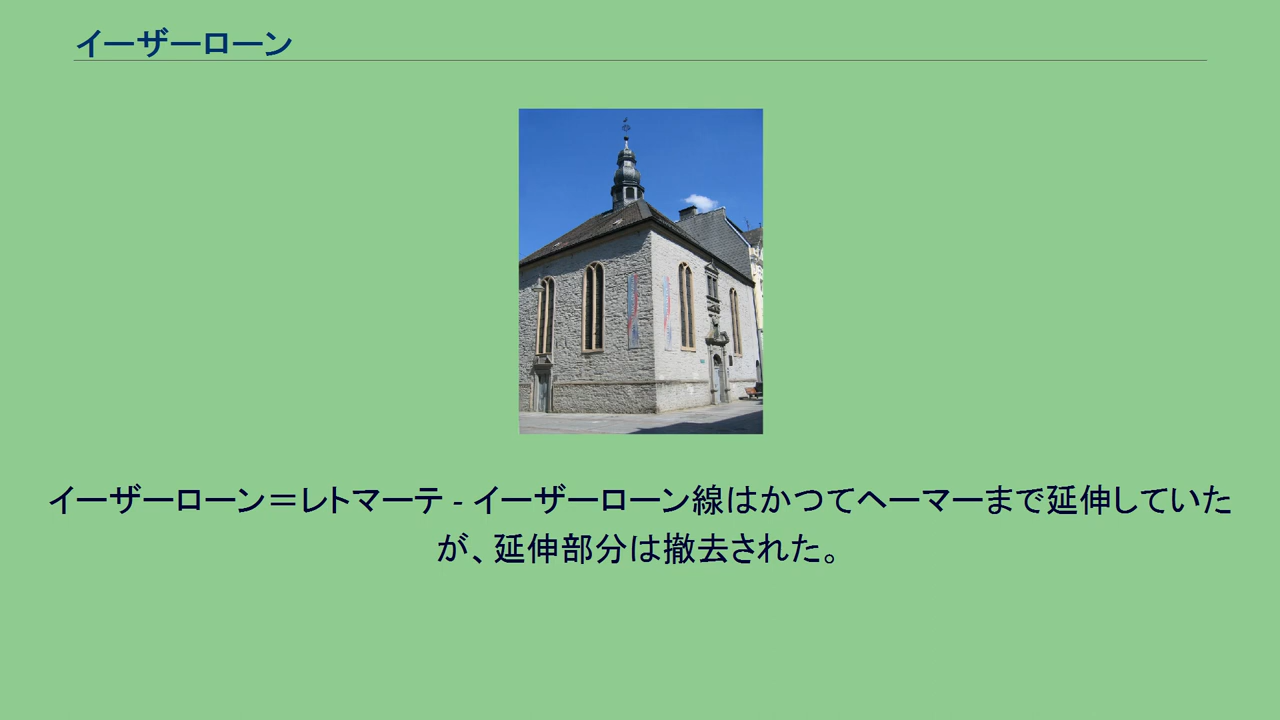 イーザーローン
イーザーローン＝レトマーテ - イーザーローン線はかつてヘーマーまで延伸していた
が、延伸部分は撤去された。